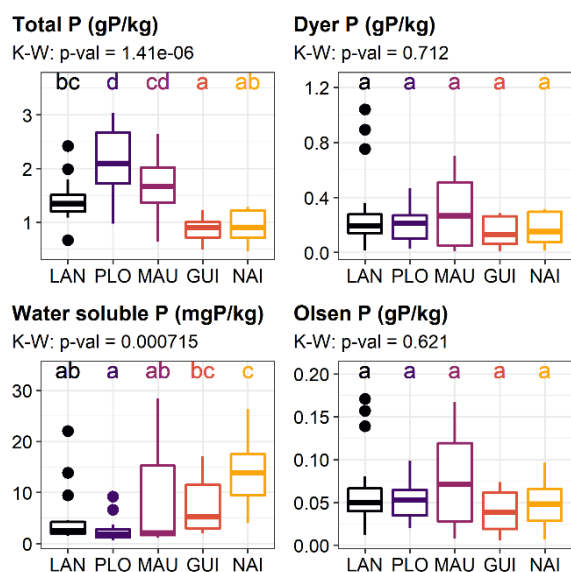 Total P (gP/kg)
K-W: p-val = 1.41e-06
bc d cd a ab
3
2
1
LAN PLO MAU GUI NAI
Dyer P (gP/kg)
K-W: p-val = 0.712
a a a a a
1.2
0.8
0.4
0.0
LAN PLO MAU GUI NAI
Water soluble P (mgP/kg)
K-W: p-val = 0.000715
ab a ab bc c
30
20
10
0
LAN PLO MAU GUI NAI
Olsen P (gP/kg)
K-W: p-val = 0.621
a a a a a
0.20
0.15
0.10
0.05
0.00
LAN PLO MAU GUI NAI